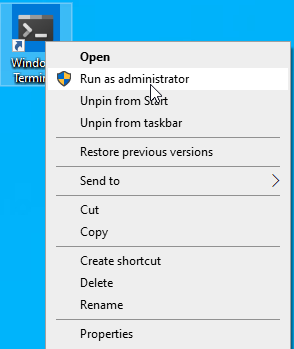 Windo
Termin
Open
Run as administrator
Unpin from Start
Unpin from taskbar
Restore previous versions
Send to
Cut
Copy
Create shortcut
Delete
Rename
Properties